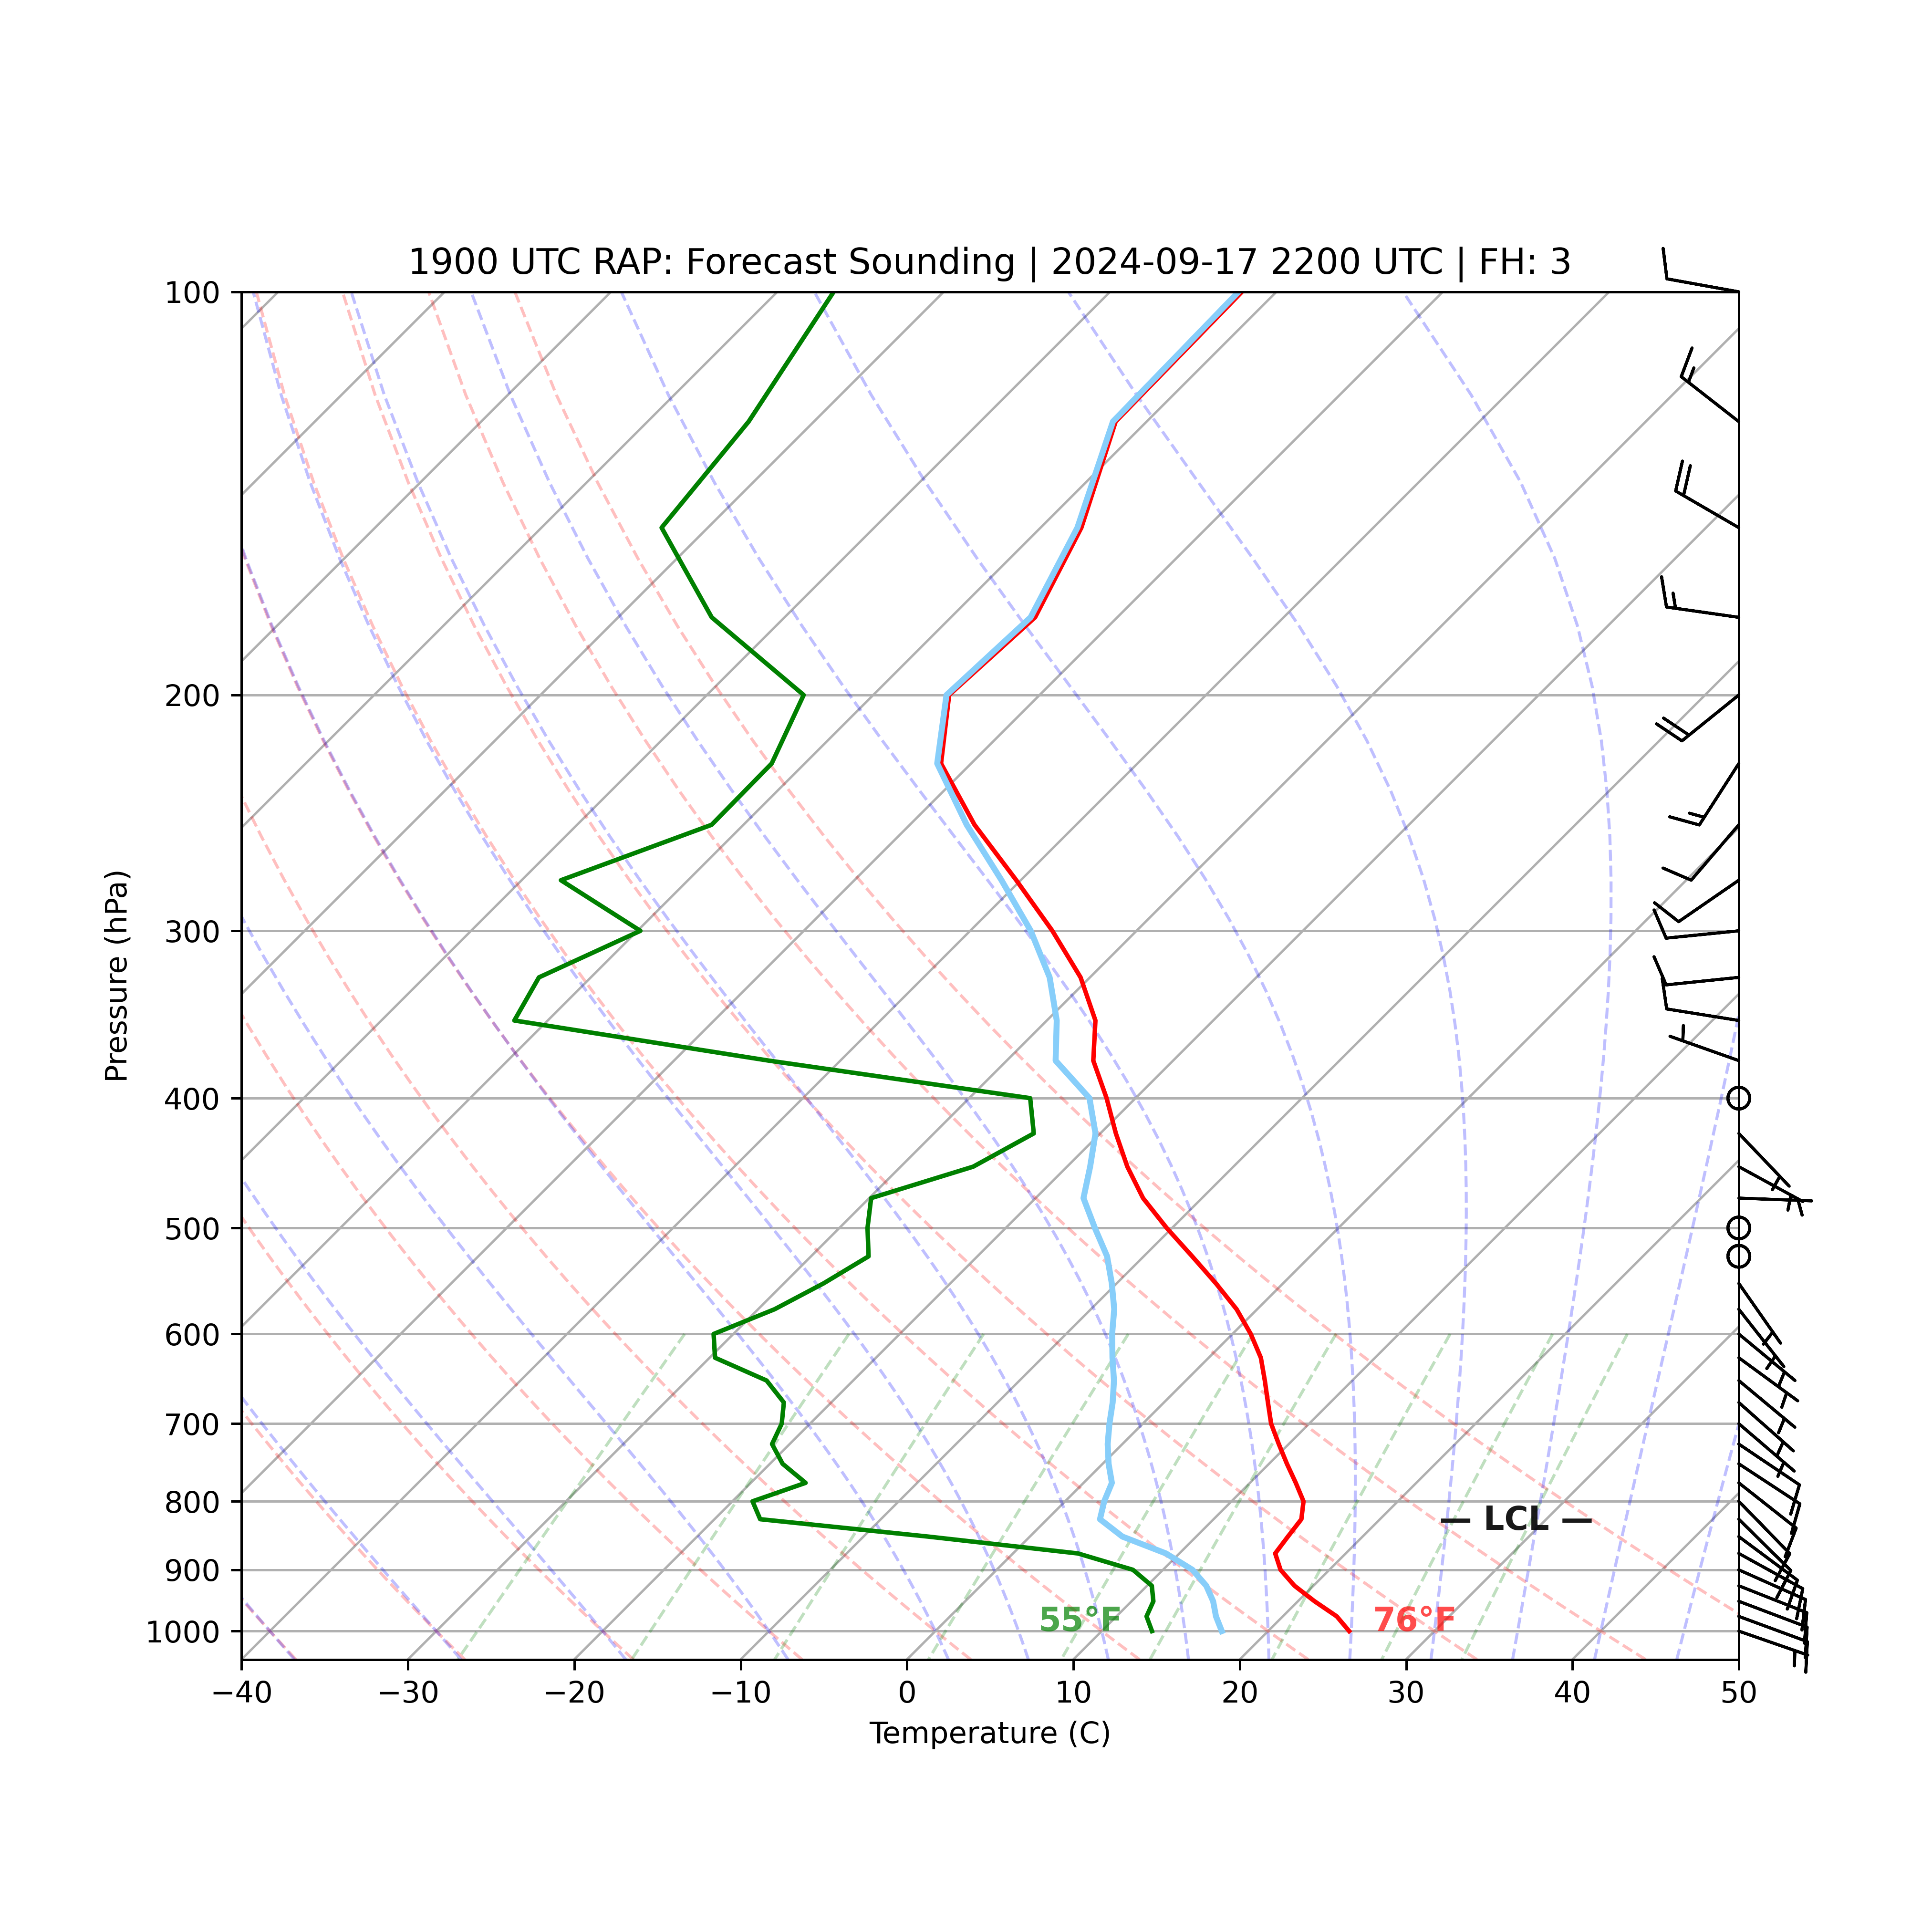 1900 UTC RAP: Forecast Sounding | 2024-09-17 2200 UTC | FH: 3
100
200
300
400
500
600
700
800
900
1000
Pressure (hPa)
— LCL —
55°F
76°F
−40 −30 −20 −10 0 10 20 30 40 50
Temperature (C)